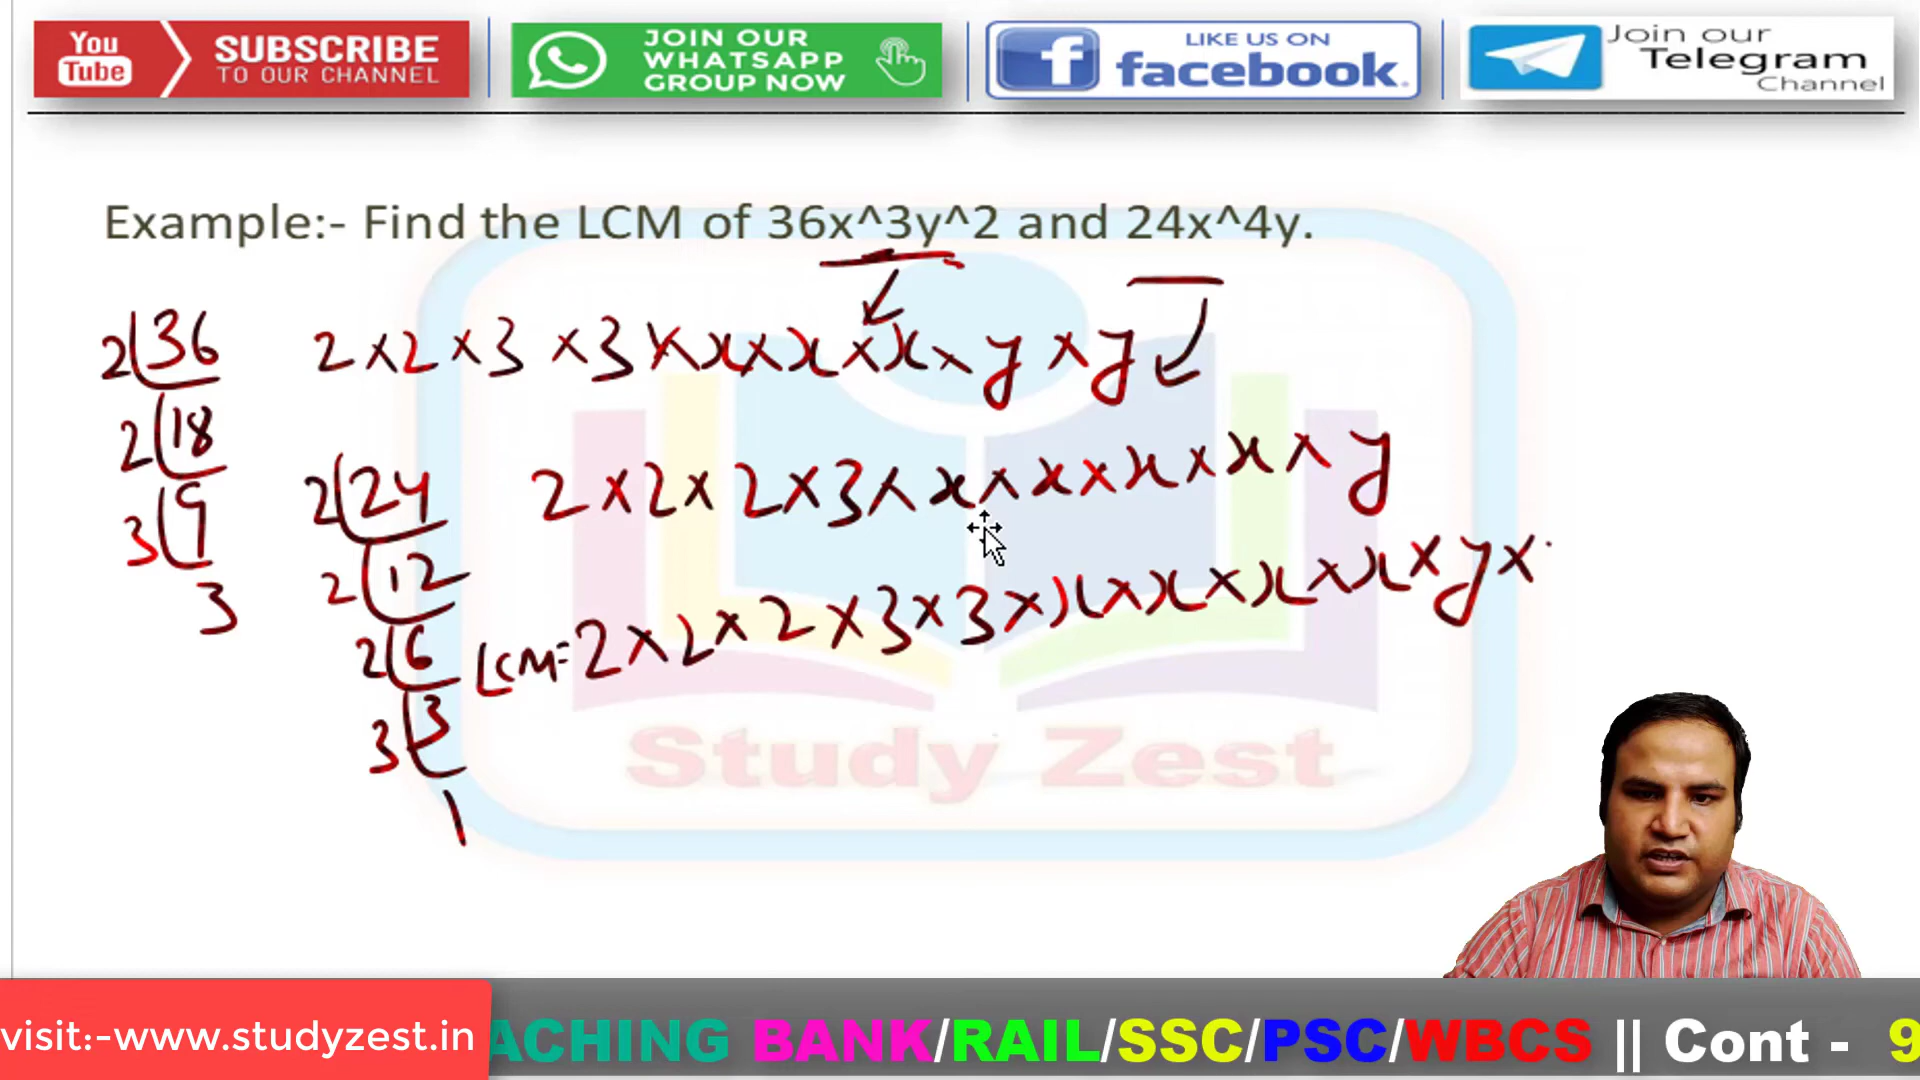 You Tube SUBSCRIBE TO OUR CHANNEL
JOIN OUR WHATSAPP GROUP NOW
LIKE US ON facebook.
Join our Telegram Channel
Example:- Find the LCM of 36x^3y^2 and 24x^4y.
2 36
2 18
3 9
3
2×2×3×3×x×x×x×y×y
2 24
2 12
2 6
3 3
1
2×2×2×3×x×x×x×x×y
LCM=2×2×2×3×3×x×x×x×x×y×
Study Zest
visit:-www.studyzest.in
ACHING BANK/RAIL/SSC/PSC/WBCS || Cont - 9